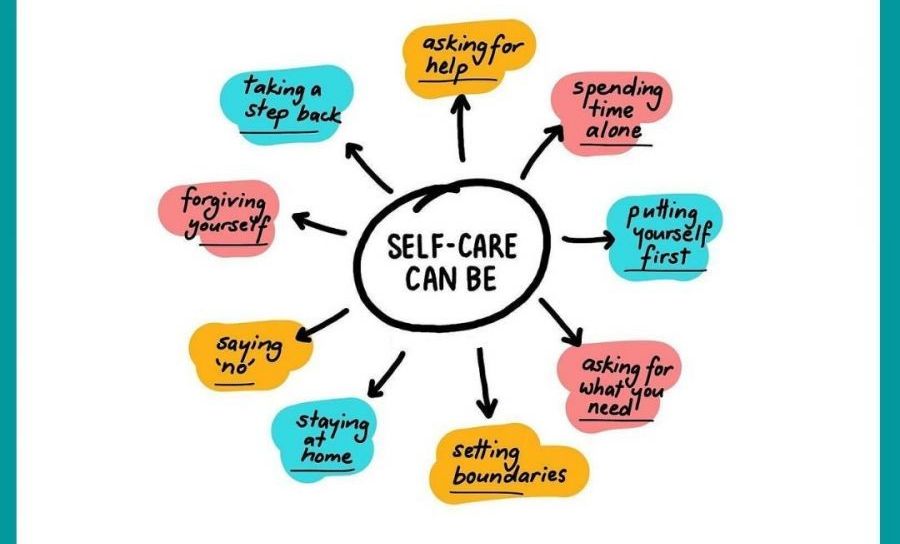 SELF-CARE
CAN BE
asking for
help
spending
time
alone
putting
yourself
first
asking for
what you
need
setting
boundaries
staying
at
home
saying
'no'
forgiving
yourself
taking a
step back